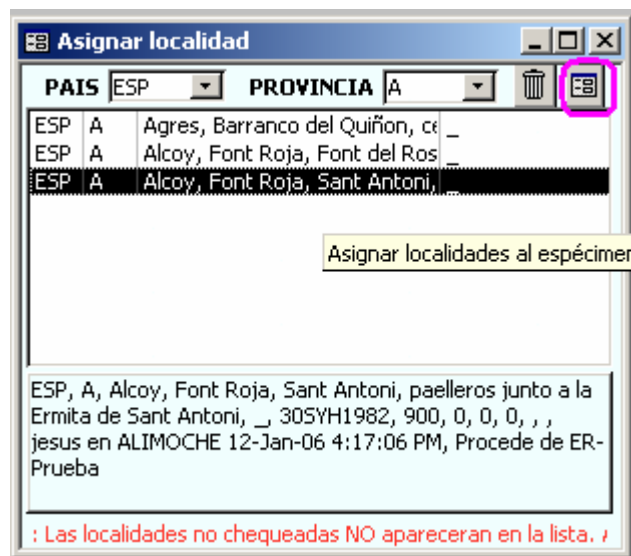 Asignar localidad
PAIS ESP PROVINCIA A
ESP A Agres, Barranco del Quiñon, ce _
ESP A Alcoy, Font Roja, Font del Ros _
ESP A Alcoy, Font Roja, Sant Antoni, _
Asignar localidades al espécimen
ESP, A, Alcoy, Font Roja, Sant Antoni, paelleros junto a la
Ermita de Sant Antoni, _, 30SYH1982, 900, 0, 0, 0, , ,
jesus en ALIMOCHE 12-Jan-06 4:17:06 PM, Procede de ER-
Prueba
: Las localidades no chequeadas NO apareceran en la lista.